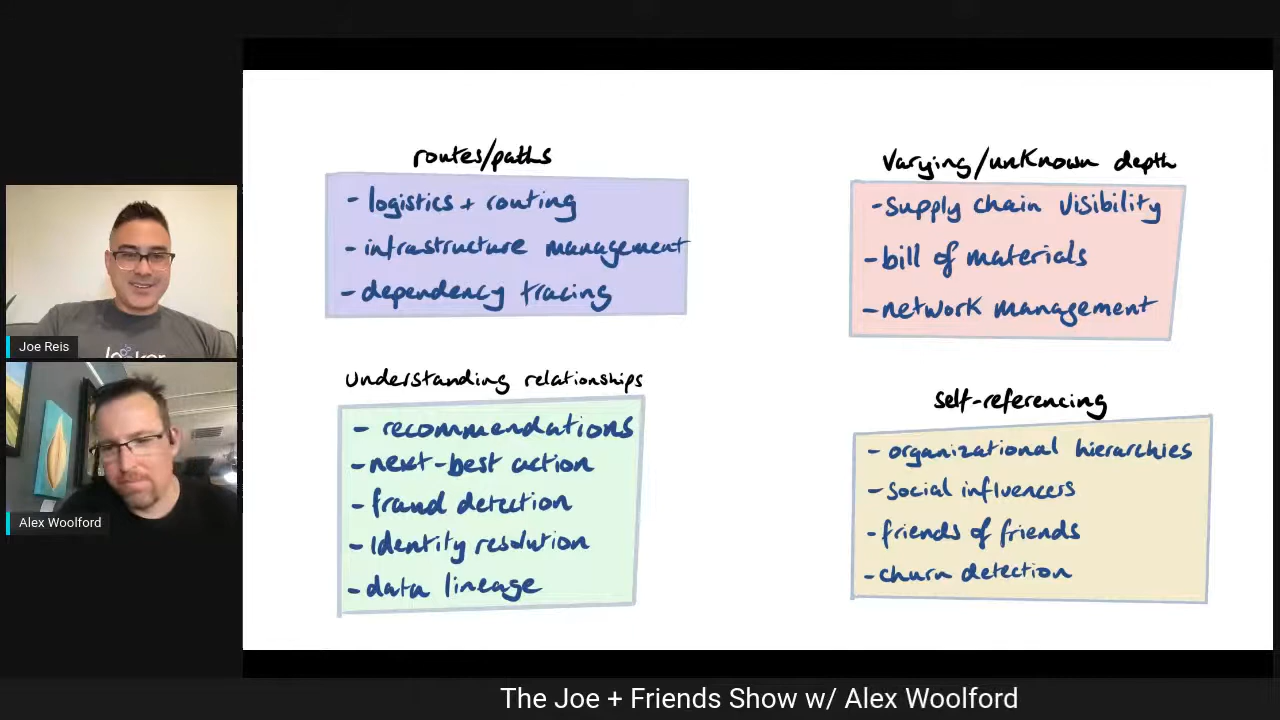 routes/paths
- logistics + routing
- infrastructure management
- dependency tracing
varying/unknown depth
- supply chain visibility
- bill of materials
- network management
understanding relationships
- recommendations
- next-best action
- fraud detection
- identity resolution
- data lineage
self-referencing
- organizational hierarchies
- social influencers
- friends of friends
- churn detection
Joe Reis
Alex Woolford
The Joe + Friends Show w/ Alex Woolford